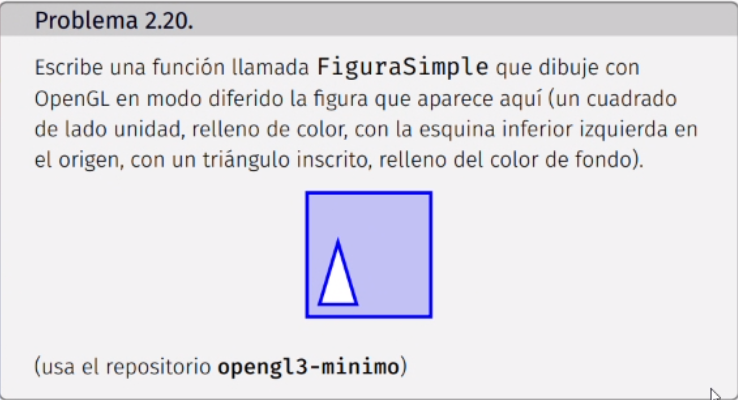 Problema 2.20.
Escribe una función llamada FiguraSimple que dibuje con
OpenGL en modo diferido la figura que aparece aquí (un cuadrado
de lado unidad, relleno de color, con la esquina inferior izquierda en
el origen, con un triángulo inscrito, relleno del color de fondo).
(usa el repositorio opengl3-minimo)